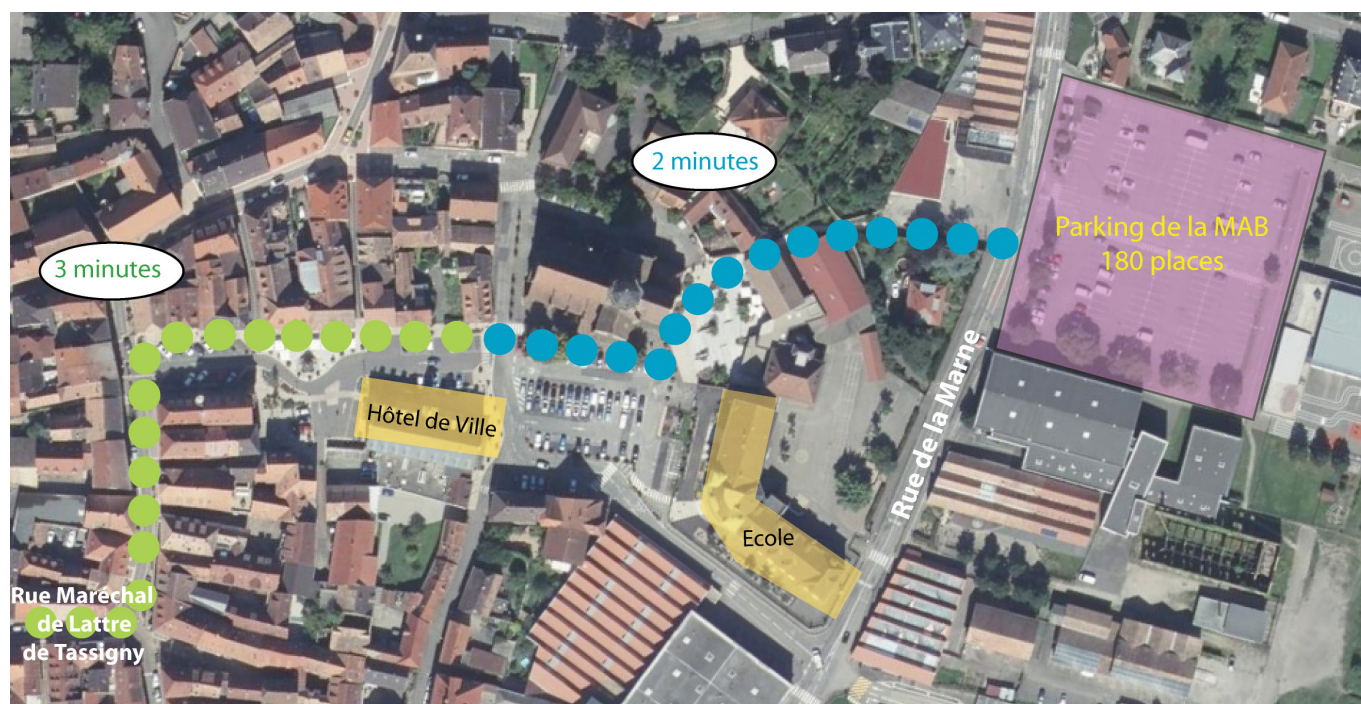 2 minutes
Parking de la MAB
180 places
3 minutes
Rue de la Marne
Hôtel de Ville
Ecole
Rue Maréchal
de Lattre
de Tassigny